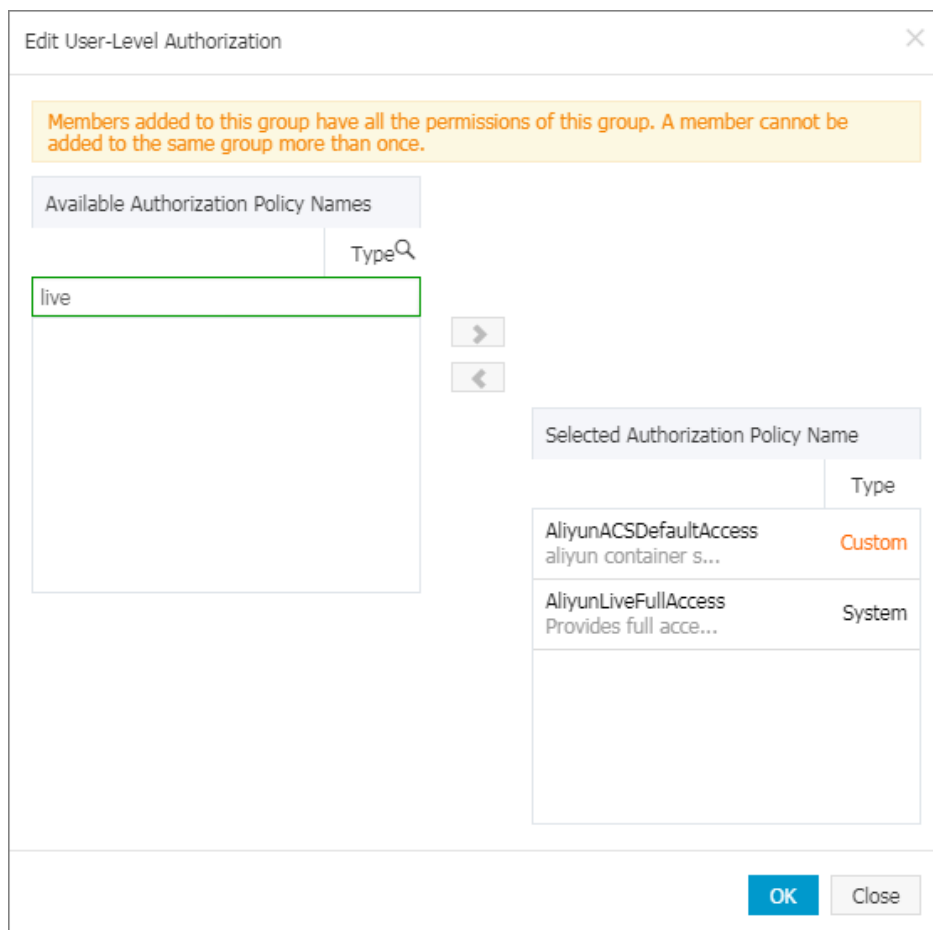 Edit User-Level Authorization
Members added to this group have all the permissions of this group. A member cannot be
added to the same group more than once.
Available Authorization Policy Names
Type
live
Selected Authorization Policy Name
Type
AliyunACSDefaultAccess
aliyun container s...
Custom
AliyunLiveFullAccess
Provides full acce...
System
OK
Close